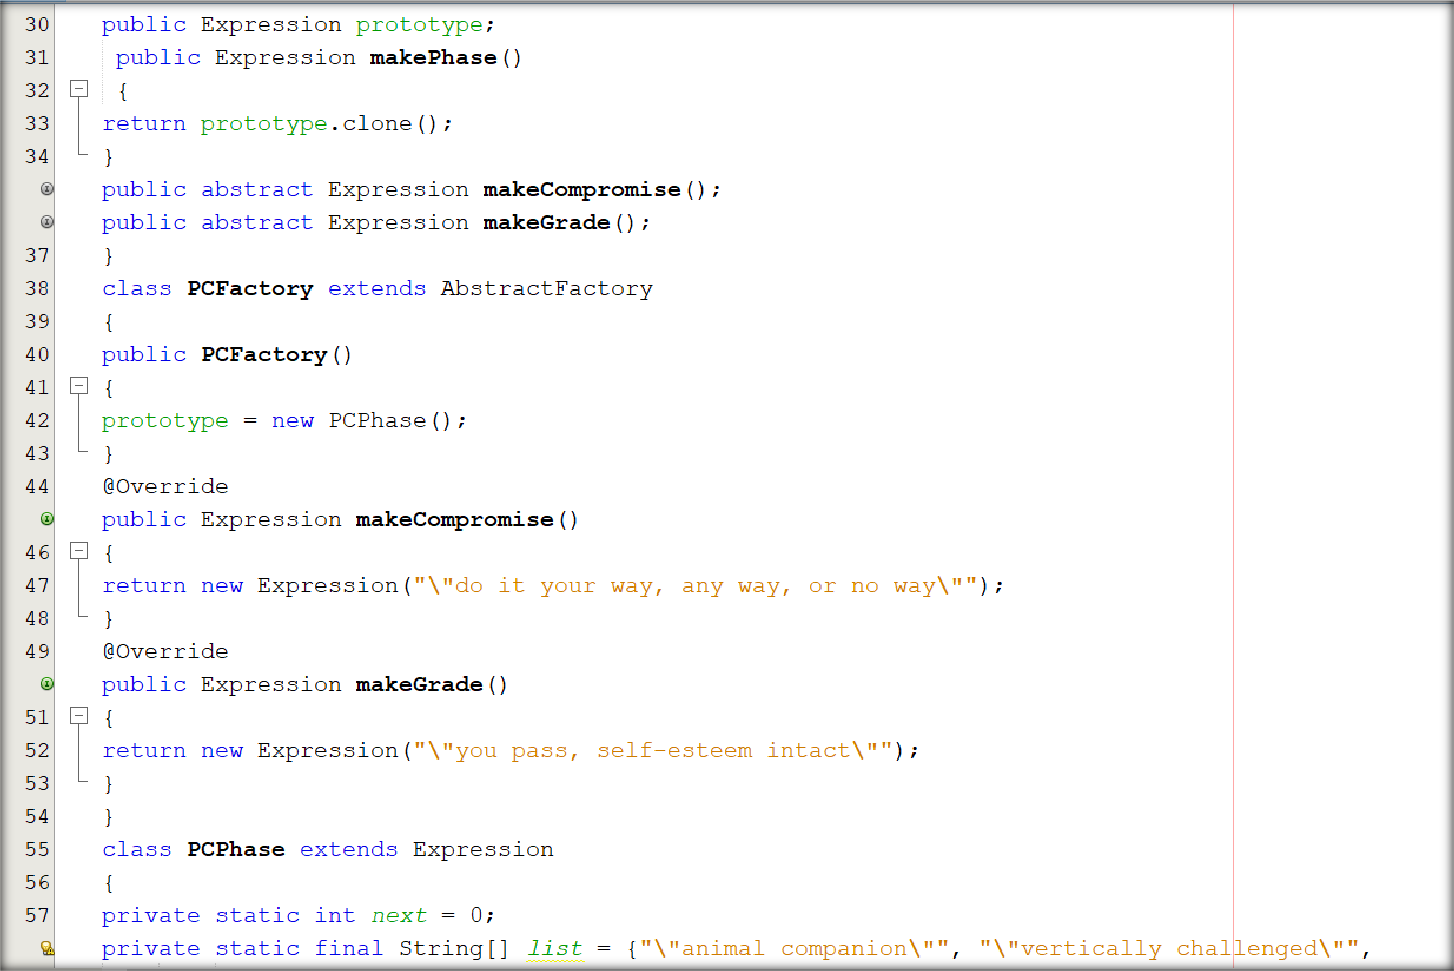 30 public Expression prototype;
31 public Expression makePhase()
32 {
33 return prototype.clone();
34 }
public abstract Expression makeCompromise();
public abstract Expression makeGrade();
37 }
38 class PCFactory extends AbstractFactory
39 {
40 public PCFactory()
41 {
42 prototype = new PCPhase();
43 }
44 @Override
public Expression makeCompromise()
46 {
47 return new Expression("\"do it your way, any way, or no way\"");
48 }
49 @Override
public Expression makeGrade()
51 {
52 return new Expression("\"you pass, self-esteem intact\"");
53 }
54 }
55 class PCPhase extends Expression
56 {
57 private static int next = 0;
private static final String[] list = {"\"animal companion\"", "\"vertically challenged\"",